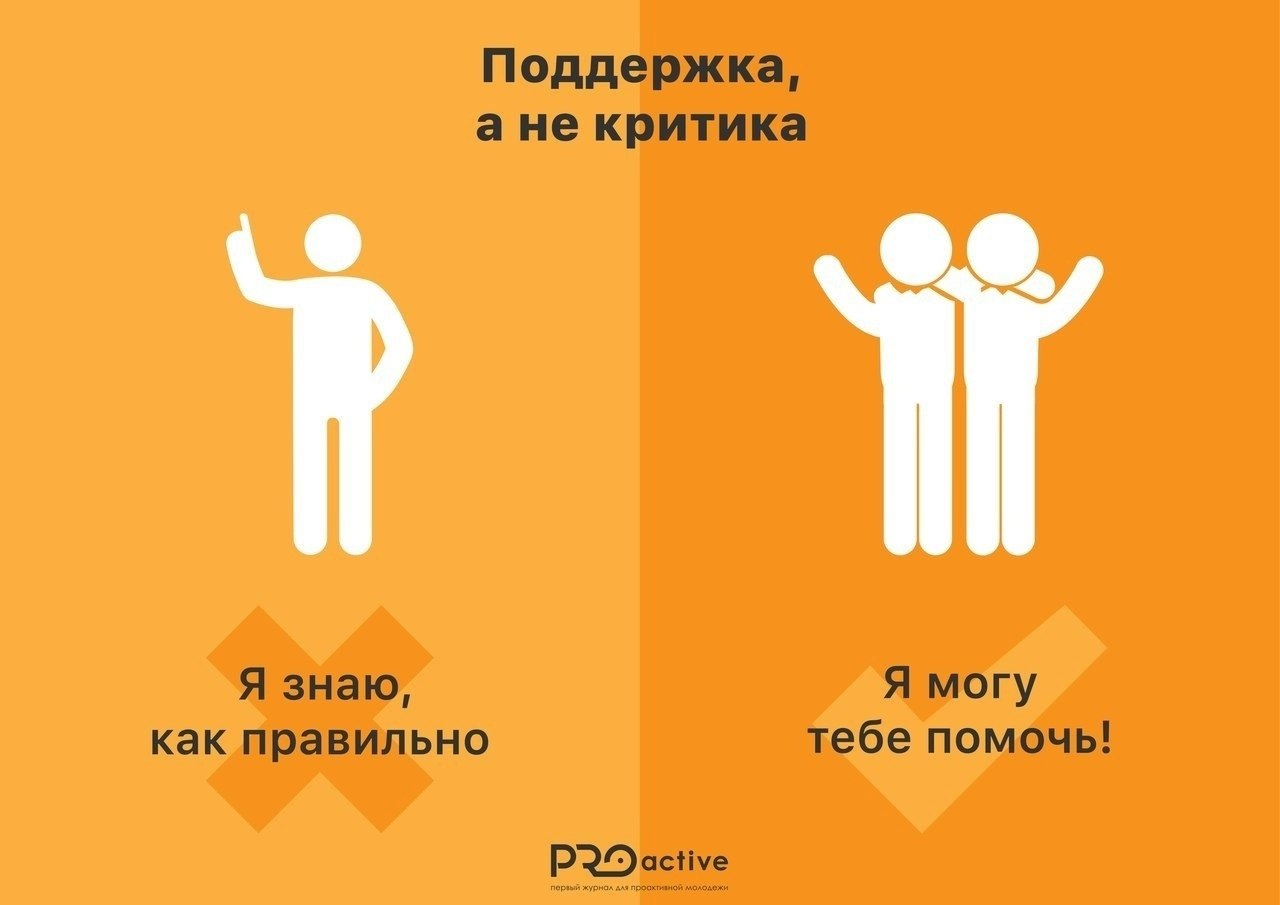 Поддержка,
а не критика
Я знаю,
как правильно
Я могу
тебе помочь!
PROactive
первый журнал для проактивной молодежи